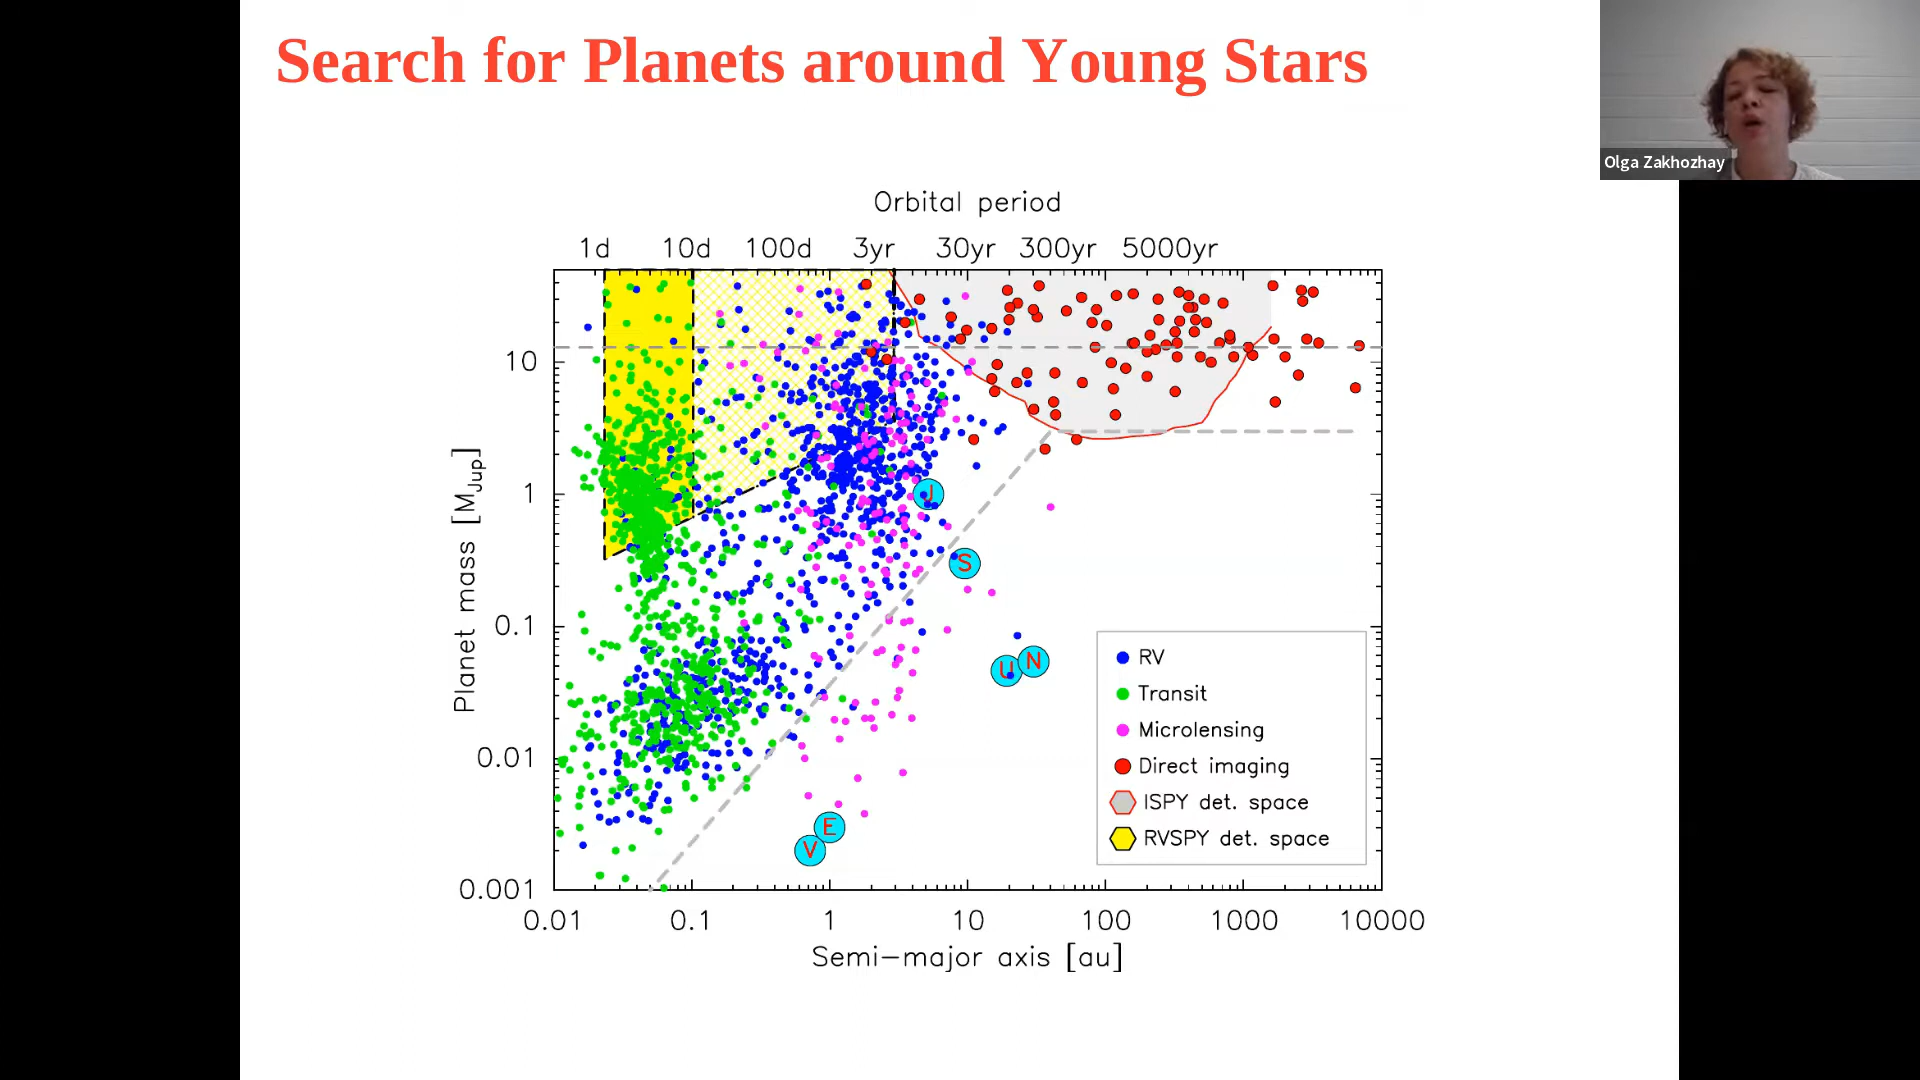 Search for Planets around Young Stars
Olga Zakhozhay
Orbital period
1d 10d 100d 3yr 30yr 300yr 5000yr
10
1
0.1
0.01
0.001
Planet mass [MJup]
J
S
U N
E
V
RV
Transit
Microlensing
Direct imaging
ISPY det. space
RVSPY det. space
0.01 0.1 1 10 100 1000 10000
Semi-major axis [au]